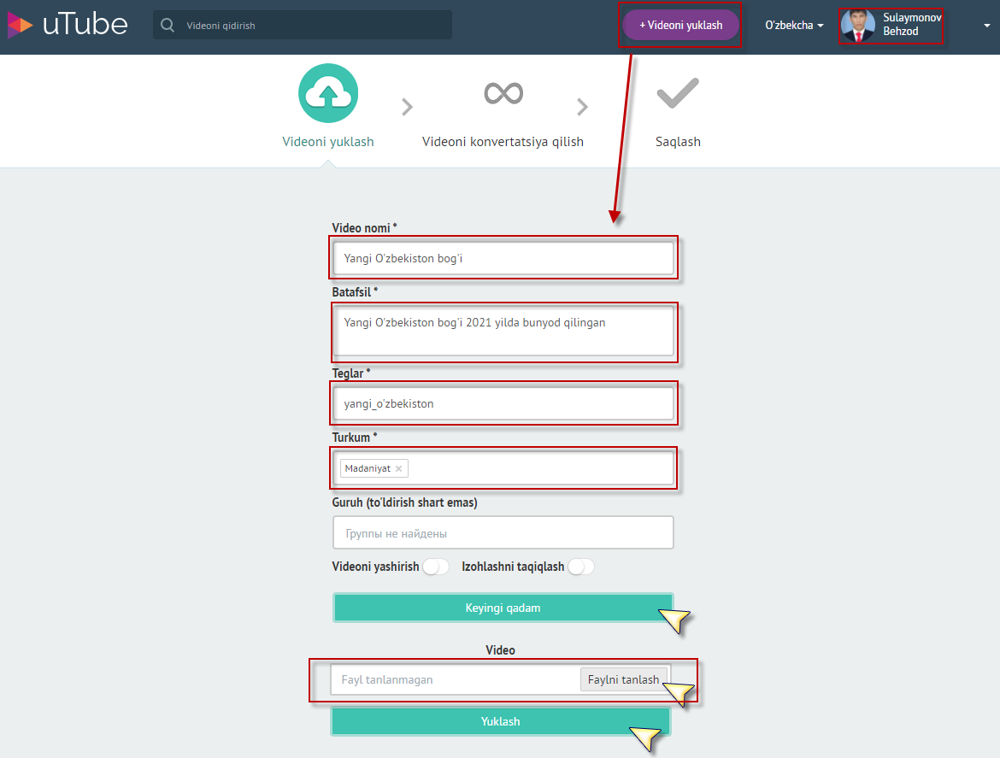 uTube
Videoni qidirish
+ Videoni yuklash
O'zbekcha
Sulaymonov
Behzod
Videoni yuklash
Videoni konvertatsiya qilish
Saqlash
Video nomi *
Yangi O'zbekiston bog'i
Batafsil *
Yangi O'zbekiston bog'i 2021 yilda bunyod qilingan
Teglar *
yangi_o'zbekiston
Turkum *
Madaniyat ×
Guruh (to'ldirish shart emas)
Группы не найдены
Videoni yashirish
Izohlashni taqiqlash
Keyingi qadam
Video
Fayl tanlanmagan
Faylni tanlash
Yuklash